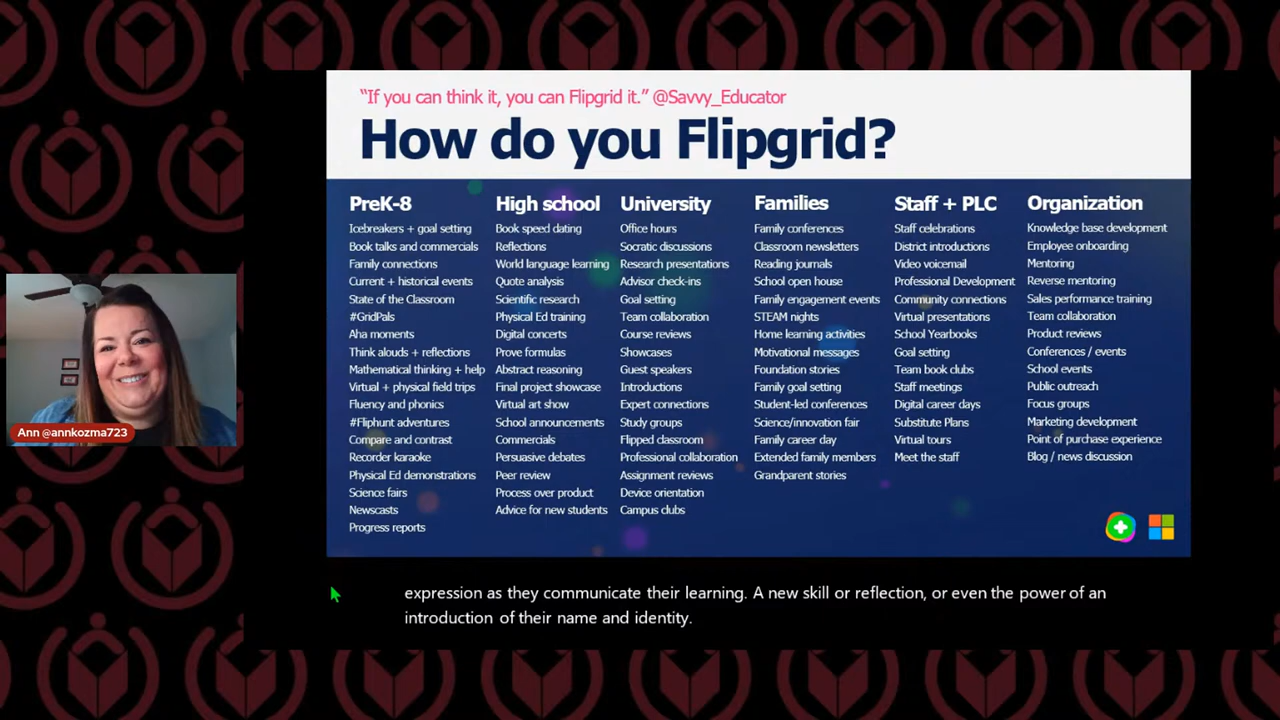 “If you can think it, you can Flipgrid it.” @Savvy_Educator
How do you Flipgrid?
PreK-8
Icebreakers + goal setting
Book talks and commercials
Family connections
Current + historical events
State of the Classroom
#GridPals
Aha moments
Think alouds + reflections
Mathematical thinking + help
Virtual + physical field trips
Fluency and phonics
#Fliphunt adventures
Compare and contrast
Recorder karaoke
Physical Ed demonstrations
Science fairs
Newscasts
Progress reports
High school
Book speed dating
Reflections
World language learning
Quote analysis
Scientific research
Physical Ed training
Digital concerts
Prove formulas
Abstract reasoning
Final project showcase
Virtual art show
School announcements
Commercials
Persuasive debates
Peer review
Process over product
Advice for new students
University
Office hours
Socratic discussions
Research presentations
Advisor check-ins
Goal setting
Team collaboration
Course reviews
Showcases
Guest speakers
Introductions
Expert connections
Study groups
Flipped classroom
Professional collaboration
Assignment reviews
Device orientation
Campus clubs
Families
Family conferences
Classroom newsletters
Reading journals
School open house
Family engagement events
STEAM nights
Home learning activities
Motivational messages
Foundation stories
Family goal setting
Student-led conferences
Science/innovation fair
Family career day
Extended family members
Grandparent stories
Staff + PLC
Staff celebrations
District introductions
Video voicemail
Professional Development
Community connections
Virtual presentations
School Yearbooks
Goal setting
Team book clubs
Staff meetings
Digital career days
Substitute Plans
Virtual tours
Meet the staff
Organization
Knowledge base development
Employee onboarding
Mentoring
Reverse mentoring
Sales performance training
Team collaboration
Product reviews
Conferences / events
School events
Public outreach
Focus groups
Marketing development
Point of purchase experience
Blog / news discussion
Ann @annkozma723
expression as they communicate their learning. A new skill or reflection, or even the power of an
introduction of their name and identity.